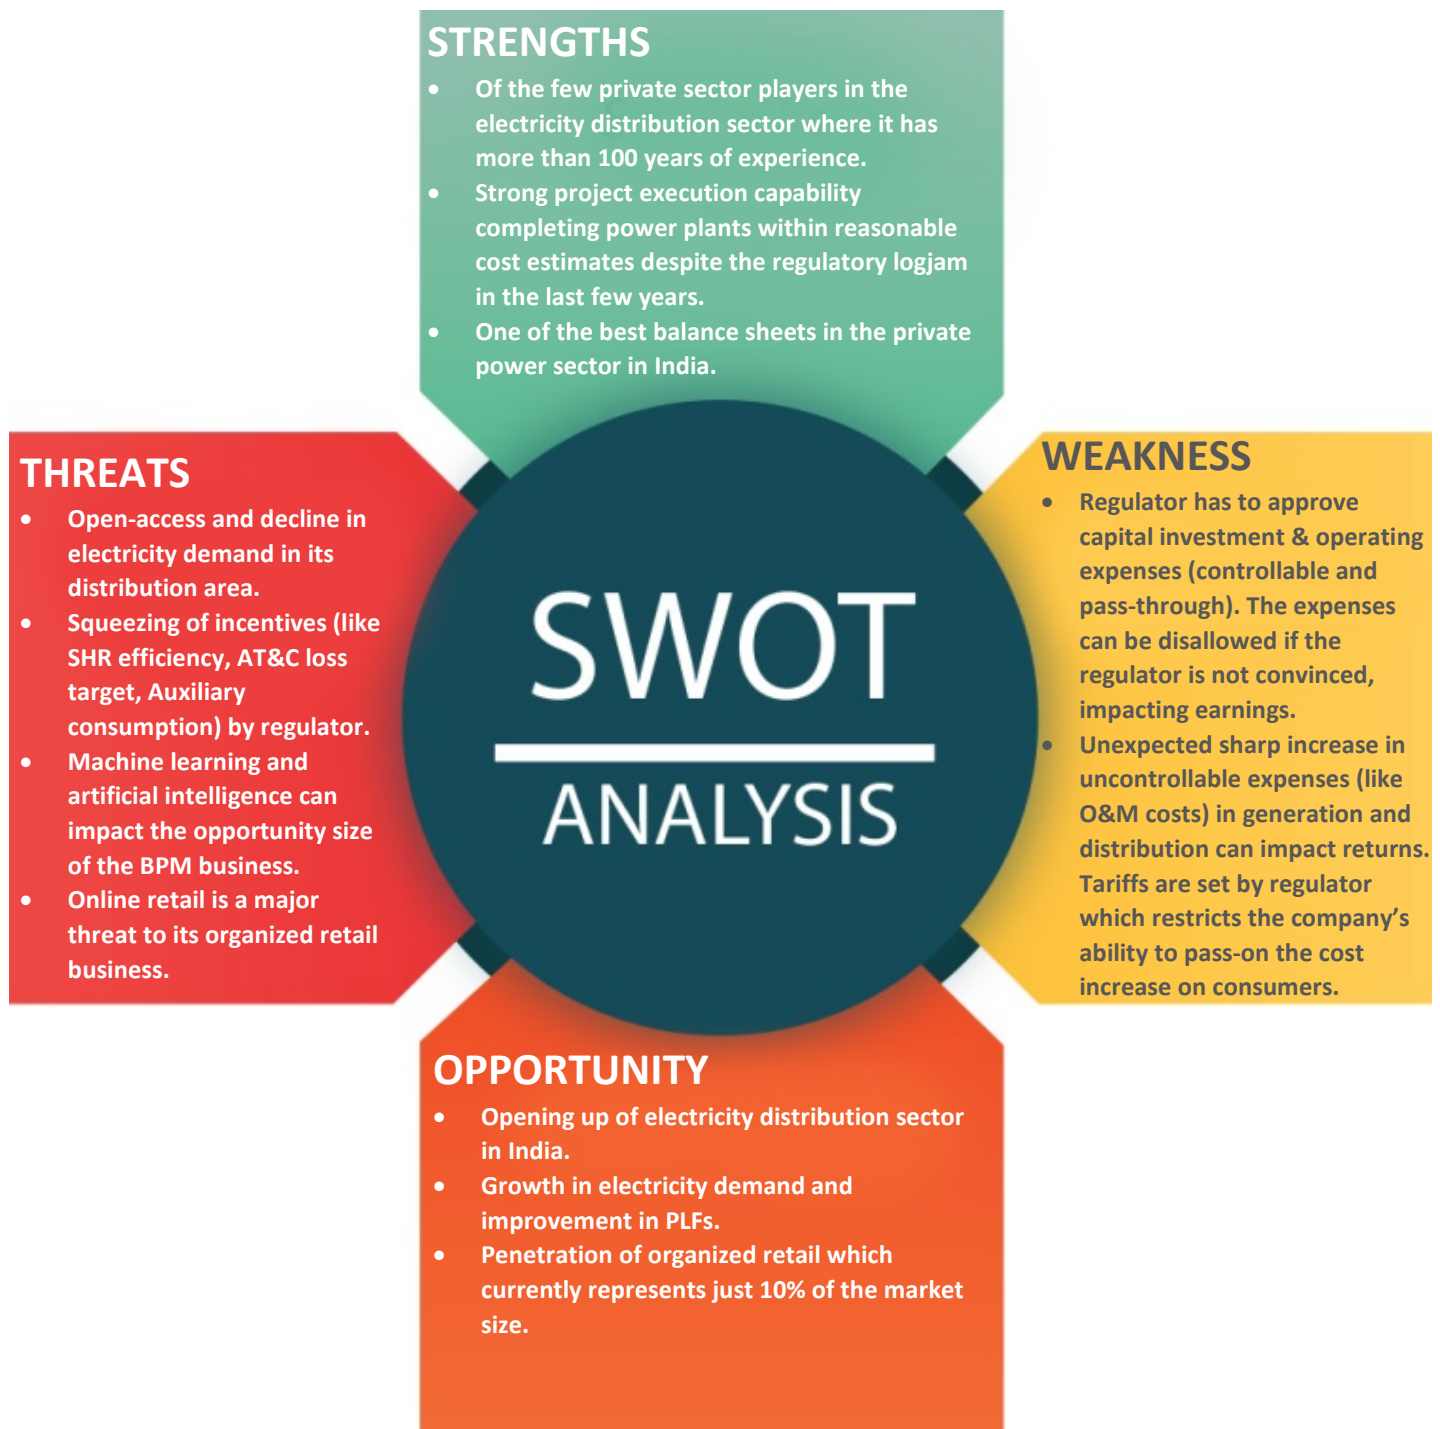 STRENGTHS
• Of the few private sector players in the
electricity distribution sector where it has
more than 100 years of experience.
• Strong project execution capability
completing power plants within reasonable
cost estimates despite the regulatory logjam
in the last few years.
• One of the best balance sheets in the private
power sector in India.
THREATS
• Open-access and decline in
electricity demand in its
distribution area.
• Squeezing of incentives (like
SHR efficiency, AT&C loss
target, Auxiliary
consumption) by regulator.
• Machine learning and
artificial intelligence can
impact the opportunity size
of the BPM business.
• Online retail is a major
threat to its organized retail
business.
SWOT
ANALYSIS
WEAKNESS
• Regulator has to approve
capital investment & operating
expenses (controllable and
pass-through). The expenses
can be disallowed if the
regulator is not convinced,
impacting earnings.
• Unexpected sharp increase in
uncontrollable expenses (like
O&M costs) in generation and
distribution can impact returns.
Tariffs are set by regulator
which restricts the company’s
ability to pass-on the cost
increase on consumers.
OPPORTUNITY
• Opening up of electricity distribution sector
in India.
• Growth in electricity demand and
improvement in PLFs.
• Penetration of organized retail which
currently represents just 10% of the market
size.